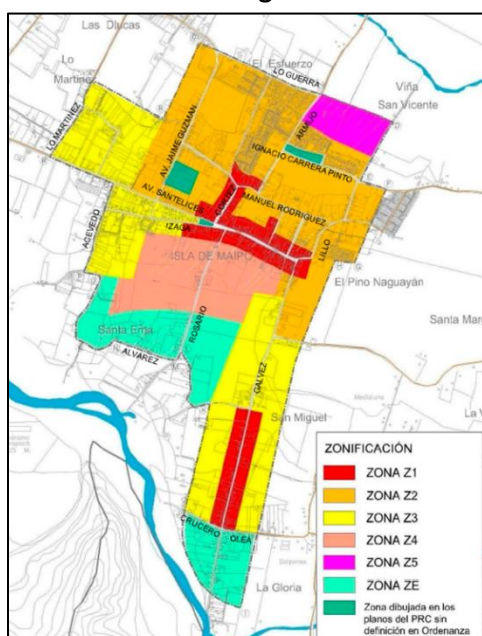 Las Dlucas
Lo
Martinez
El Esfuerzo
LO GUERRA
Viña
San Vicente
LO MARTINEZ
AV. JAIME GUZMAN
ARAUJO
IGNACIO CARRERA PINTO
AV. SANTELICES
MANUEL RODRIGUEZ
ACEVEDO
IZAGA
LILLO
ISLA DE MAIPO
El Pino Naguayán
ROSARIO
Santa Ema
Santa Mar
ALVAREZ
GALVEZ
San Miguel
La V
CRUCERO
OLEA
La Gloria
ZONIFICACIÓN
ZONA Z1
ZONA Z2
ZONA Z3
ZONA Z4
ZONA Z5
ZONA ZE
Zona dibujada en los
planos del PRC sin
definición en Ordenanza